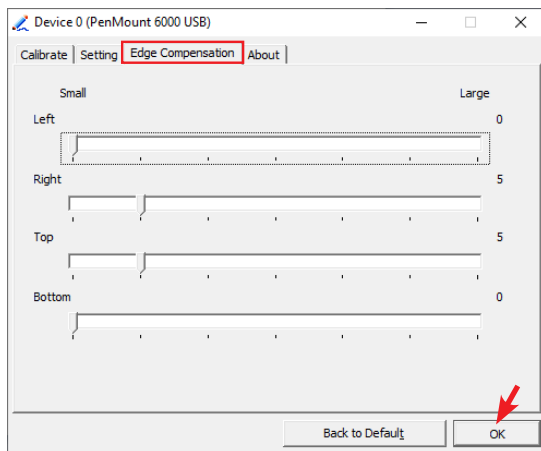 Device 0 (PenMount 6000 USB)
Calibrate Setting Edge Compensation About
Small Large
Left 0
Right 5
Top 5
Bottom 0
Back to Default OK